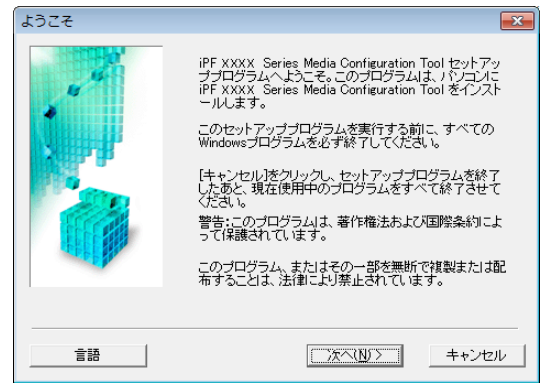 ようこそ
iPF XXXX Series Media Configuration Tool セットアッ
ププログラムへようこそ。このプログラムは、パソコンに
iPF XXXX Series Media Configuration Tool をインスト
ールします。
このセットアッププログラムを実行する前に、すべての
Windowsプログラムを必ず終了してください。
[キャンセル]をクリックし、セットアッププログラムを終了
したあと、現在使用中のプログラムをすべて終了させて
ください。
警告:このプログラムは、著作権法および国際条約によ
って保護されています。
このプログラム、またはその一部を無断で複製または配
布することは、法律により禁止されています。
言語
次へ(N) >
キャンセル